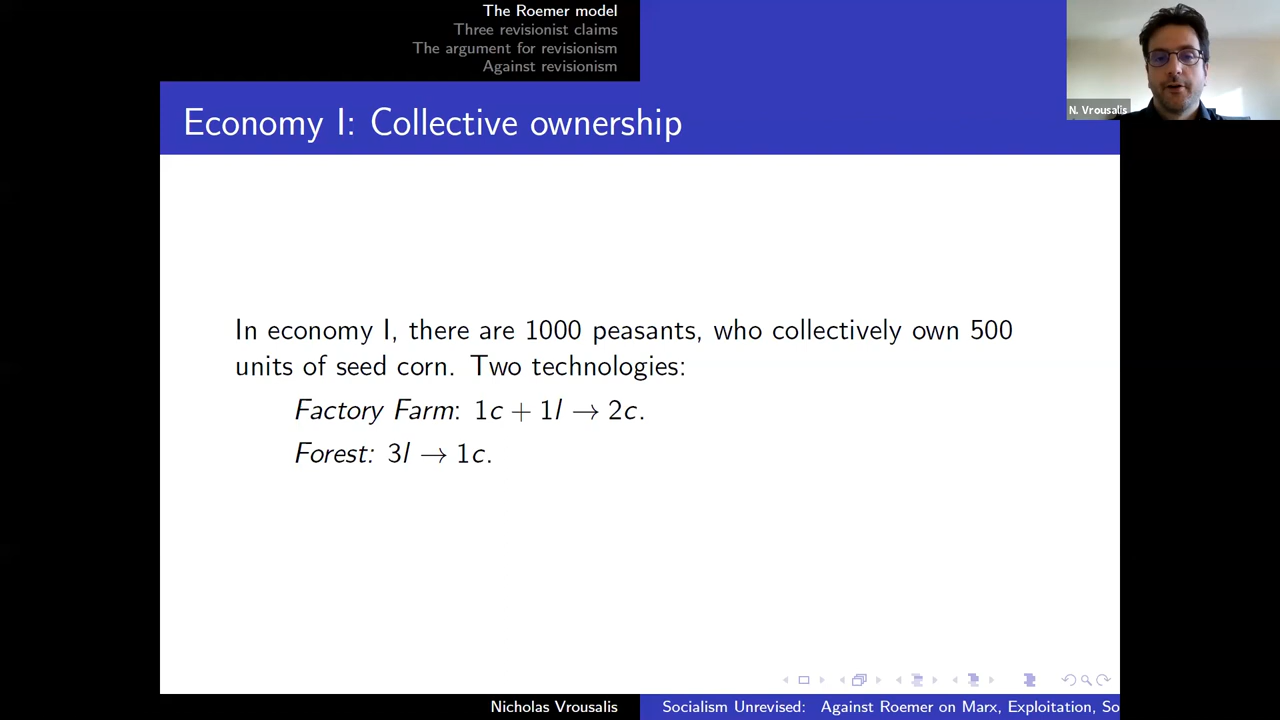 The Roemer model
Three revisionist claims
The argument for revisionism
Against revisionism
N. Vrousalis
Economy I: Collective ownership
In economy I, there are 1000 peasants, who collectively own 500
units of seed corn. Two technologies:
Factory Farm: 1c + 1l → 2c.
Forest: 3l → 1c.
Nicholas Vrousalis
Socialism Unrevised: Against Roemer on Marx, Exploitation, So